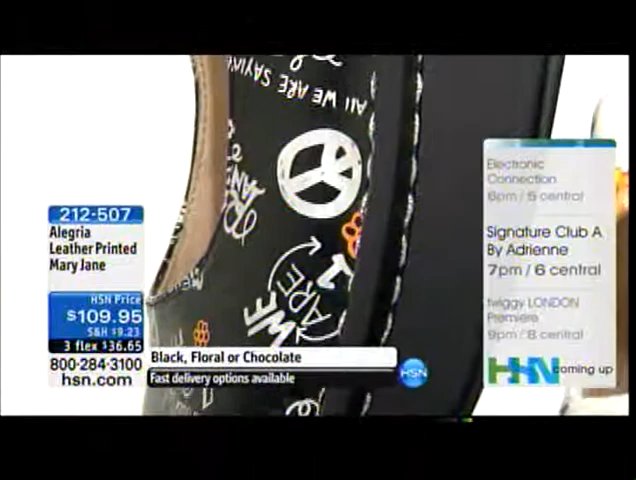 ALL WE ARE SAYING
WE
ARE
1
212-507
Alegria
Leather Printed
Mary Jane
HSN Price
$109.95
S&H $9.23
3 flex $36.65
800-284-3100
hsn.com
Black, Floral or Chocolate
Fast delivery options available
HSN
Electronic
Connection
6pm / 5 central
Signature Club A
By Adrienne
7pm / 6 central
twiggy LONDON
Premiere
9pm / 8 central
HSN coming up